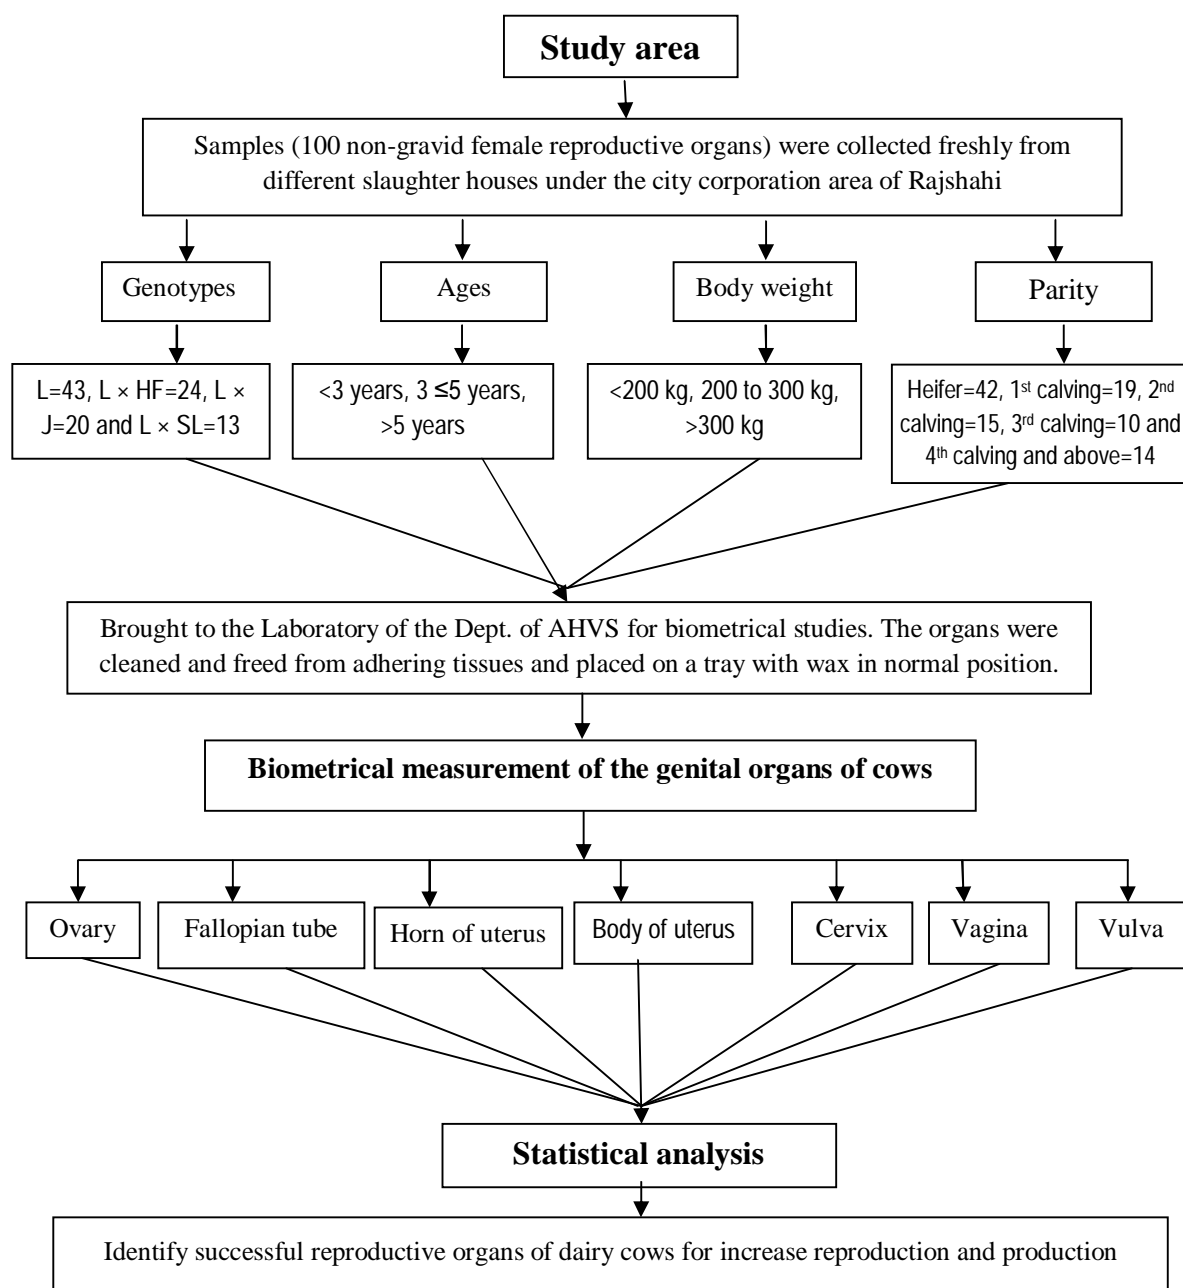 Study area
Samples (100 non-gravid female reproductive organs) were collected freshly from
different slaughter houses under the city corporation area of Rajshahi
Genotypes
Ages
Body weight
Parity
L=43, L × HF=24, L ×
J=20 and L × SL=13
<3 years, 3 ≤5 years,
>5 years
<200 kg, 200 to 300 kg,
>300 kg
Heifer=42, 1st calving=19, 2nd
calving=15, 3rd calving=10 and
4th calving and above=14
Brought to the Laboratory of the Dept. of AHVS for biometrical studies. The organs were
cleaned and freed from adhering tissues and placed on a tray with wax in normal position.
Biometrical measurement of the genital organs of cows
Ovary
Fallopian tube
Horn of uterus
Body of uterus
Cervix
Vagina
Vulva
Statistical analysis
Identify successful reproductive organs of dairy cows for increase reproduction and production